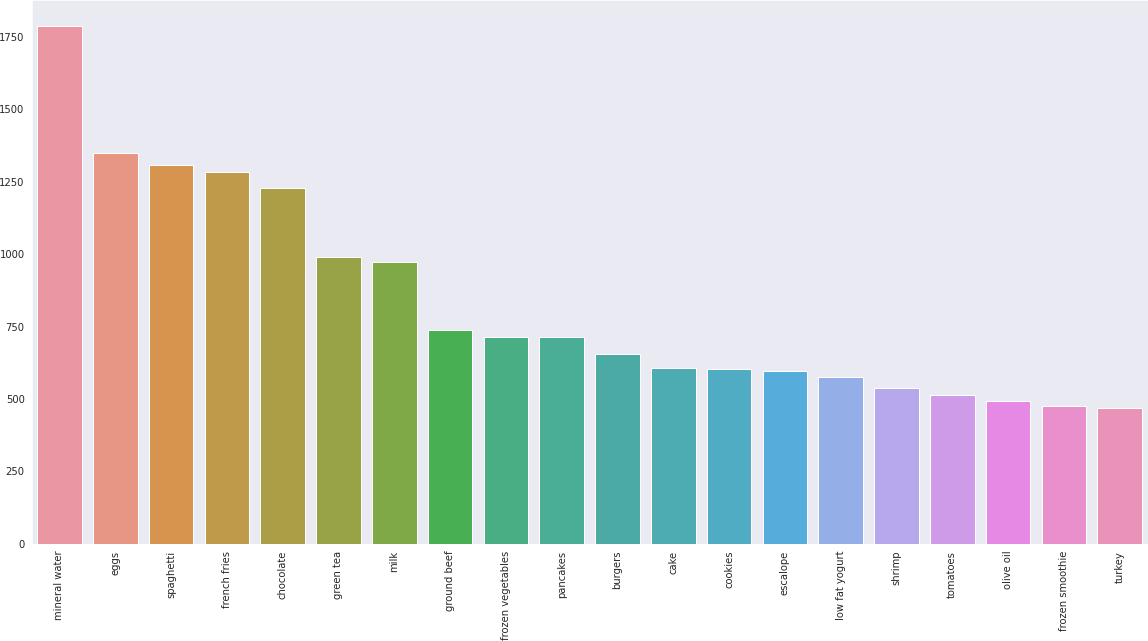 1750
1500
1250
1000
750
500
250
0
mineral water
eggs
spaghetti
french fries
chocolate
green tea
milk
ground beef
frozen vegetables
pancakes
burgers
cake
cookies
escalope
low fat yogurt
shrimp
tomatoes
olive oil
frozen smoothie
turkey